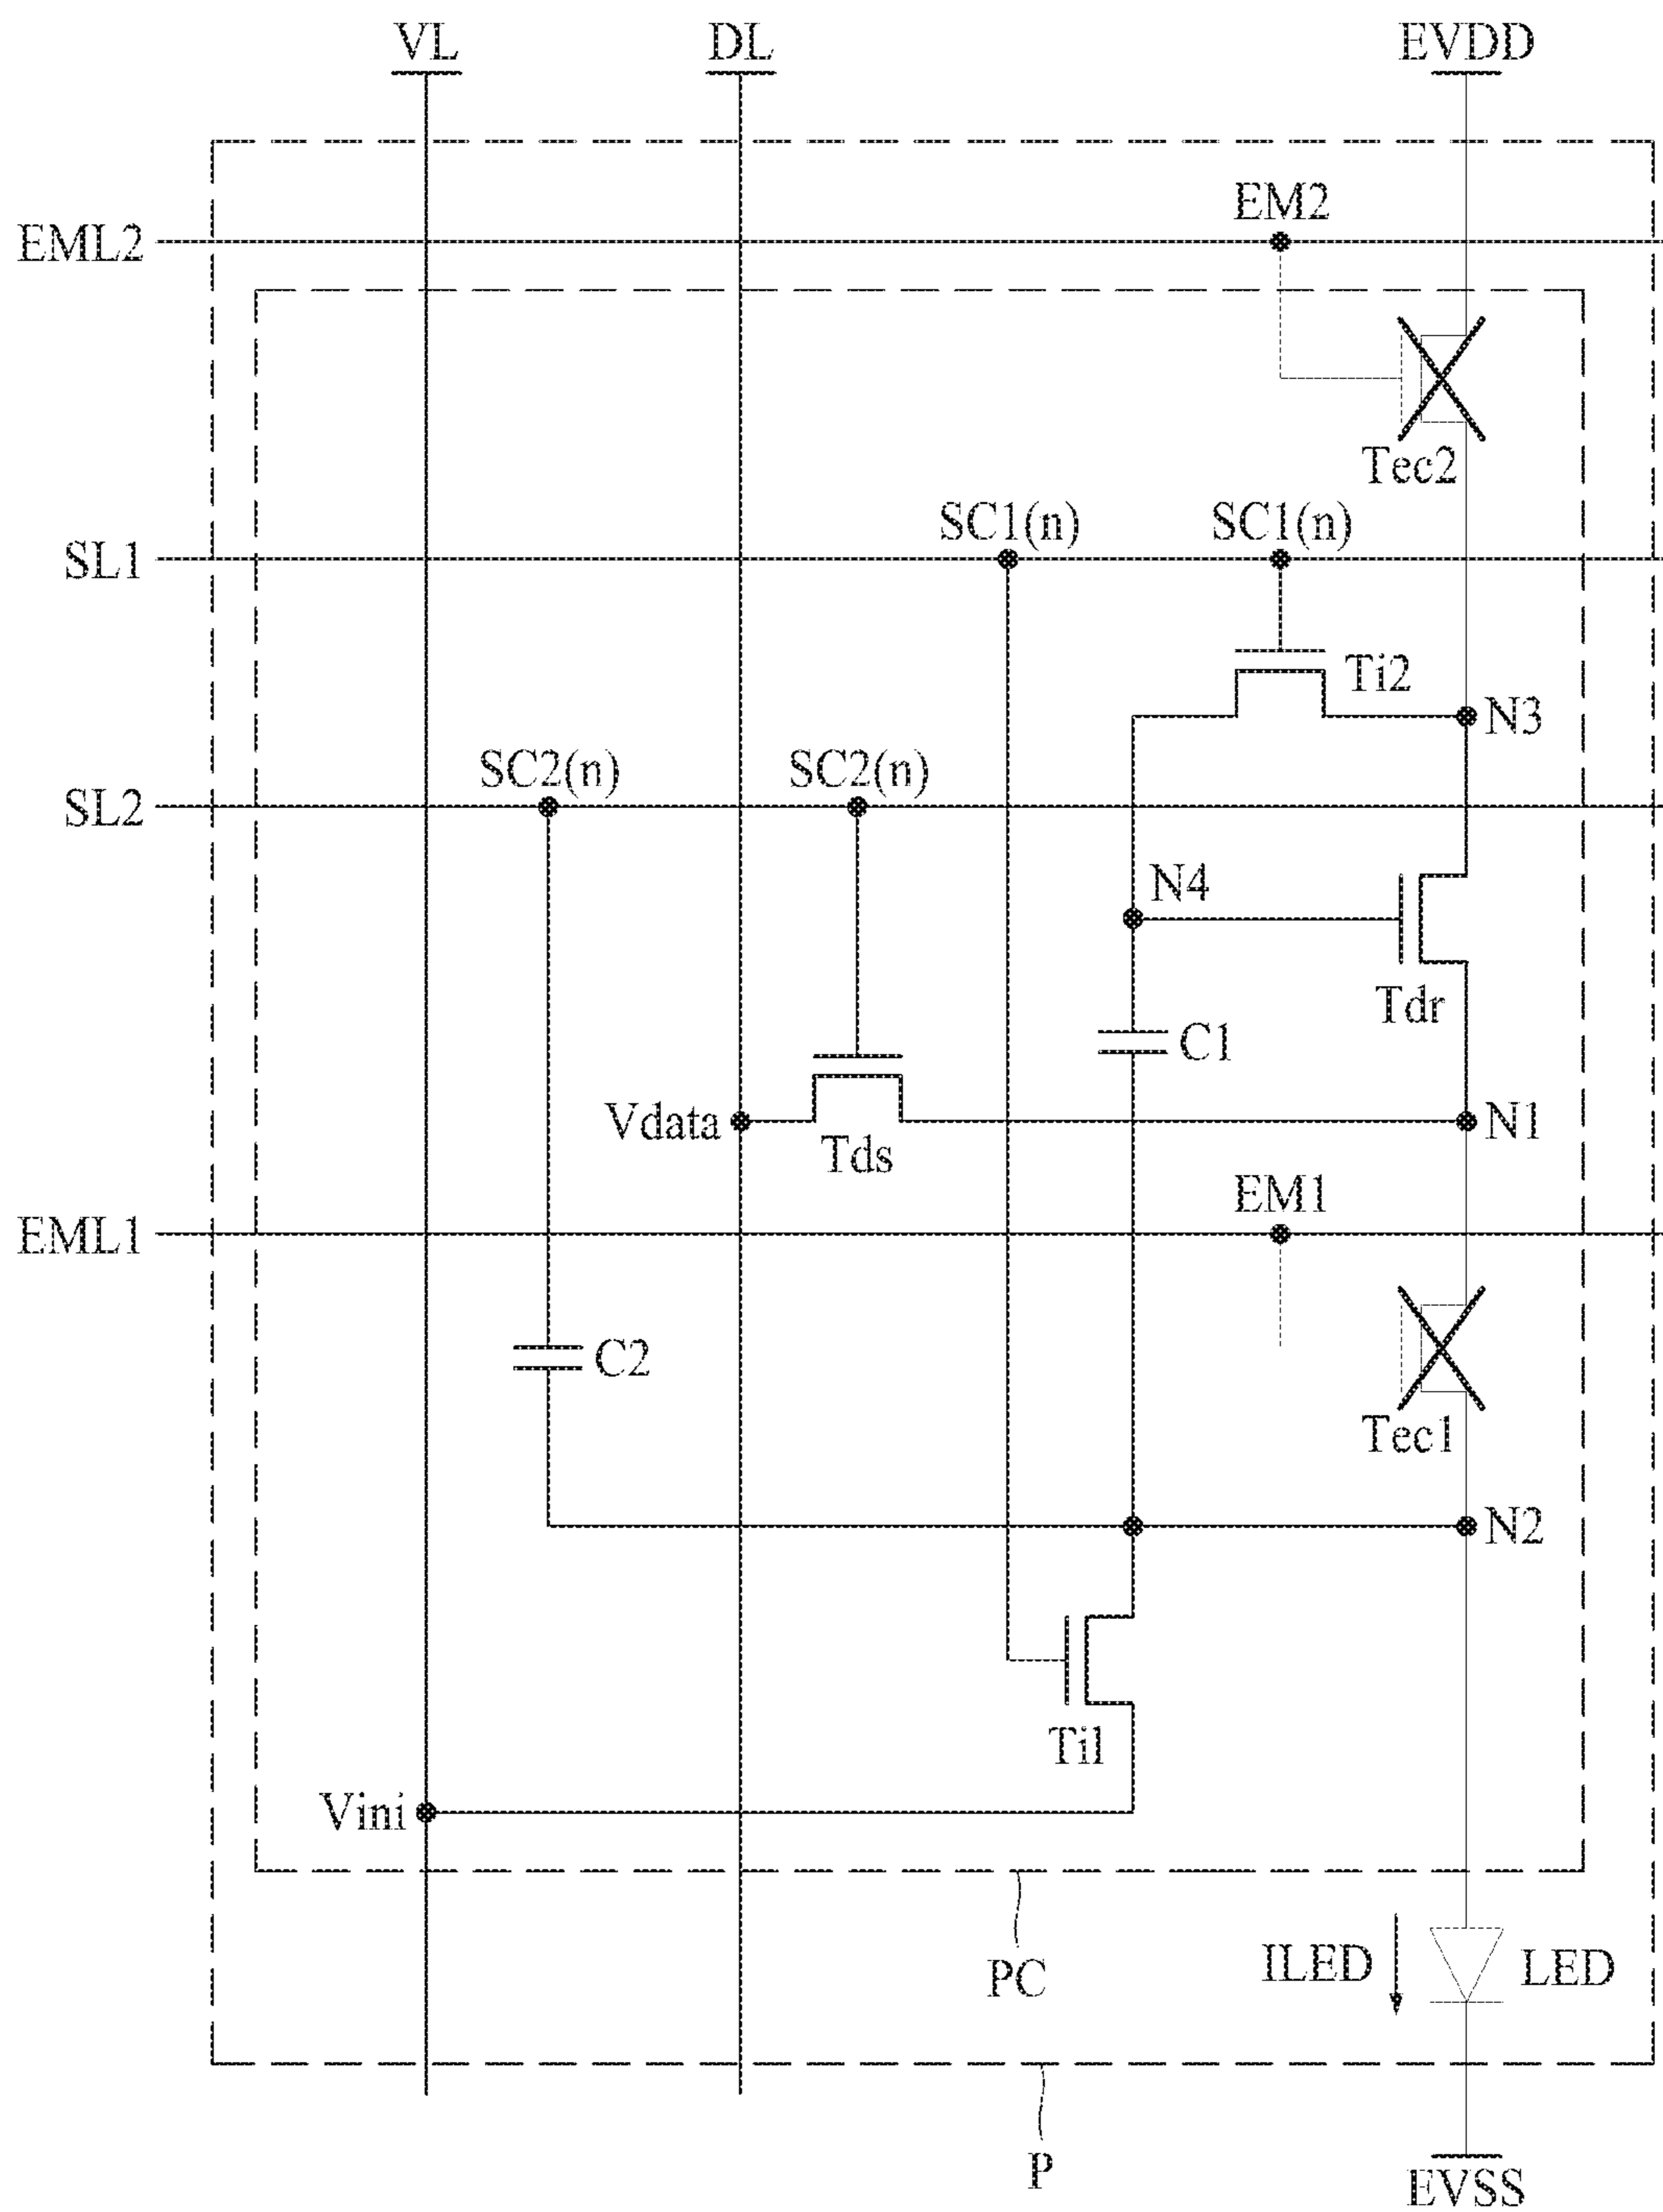 VL DL EVDD
EM2
EML2
Tec2
SC1(n) SC1(n)
SL1
Ti2
N3
SC2(n) SC2(n)
SL2
N4
Tdr
C1
Vdata N1
Tds
EM1
EML1
C2
Tec1
N2
Ti1
Vini
PC
ILED LED
P
EVSS